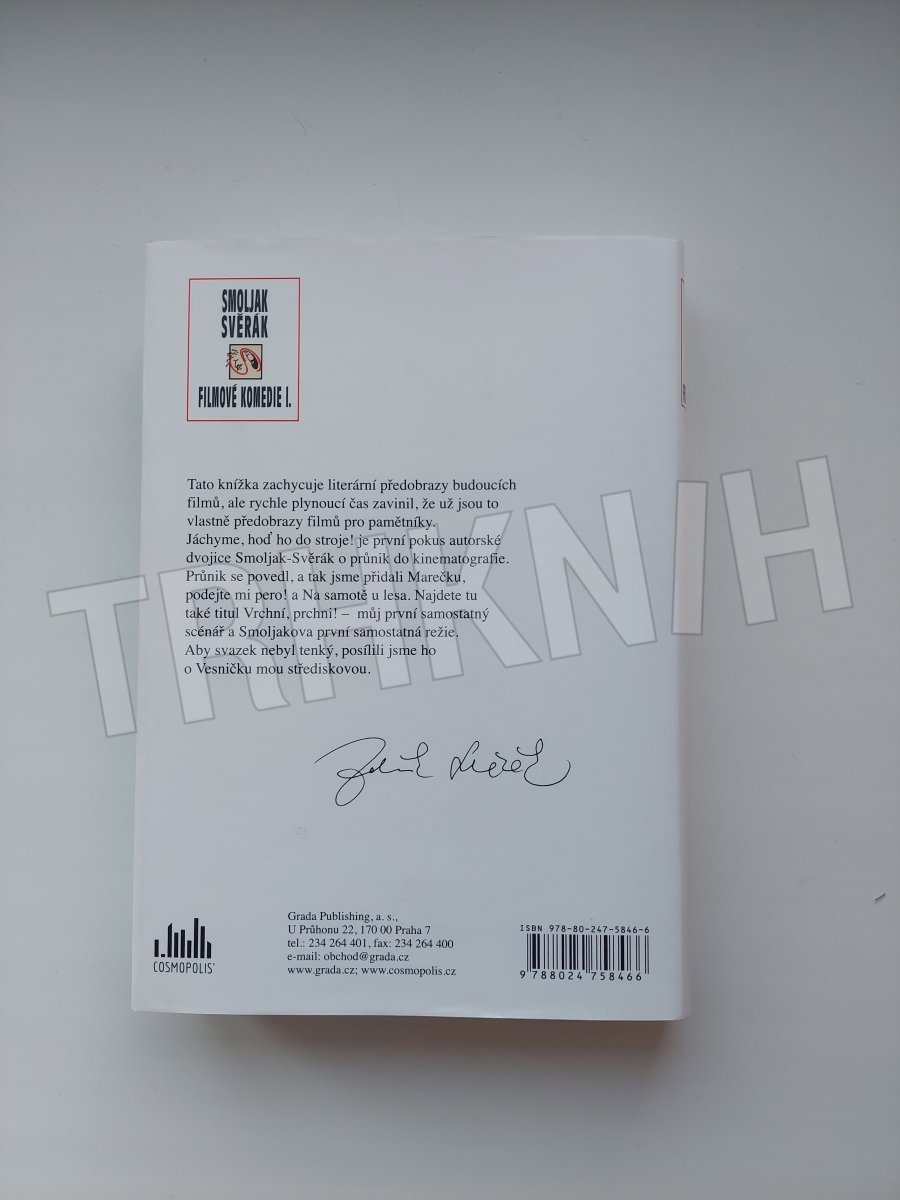 SMOLJAK
SVĚRÁK
FILMOVÉ KOMEDIE I.
Tato knížka zachycuje literární předobrazy budoucích
filmů, ale rychle plynoucí čas zavinil, že už jsou to
vlastně předobrazy filmů pro pamětníky.
Jáchyme, hoď ho do stroje! je první pokus autorské
dvojice Smoljak-Svěrák o průnik do kinematografie.
Průnik se povedl, a tak jsme přidali Marečku,
podejte mi pero! a Na samotě u lesa. Najdete tu
také titul Vrchní, prchni! – můj první samostatný
scénář a Smoljakova první samostatná režie.
Aby svazek nebyl tenký, posílili jsme ho
o Vesničku mou střediskovou.
TRHKNIH
Zdeněk Svěrák
COSMOPOLIS
Grada Publishing, a. s.,
U Průhonu 22, 170 00 Praha 7
tel.: 234 264 401, fax: 234 264 400
e-mail: obchod@grada.cz
www.grada.cz; www.cosmopolis.cz
ISBN 978-80-247-5846-6
9 788024 758466